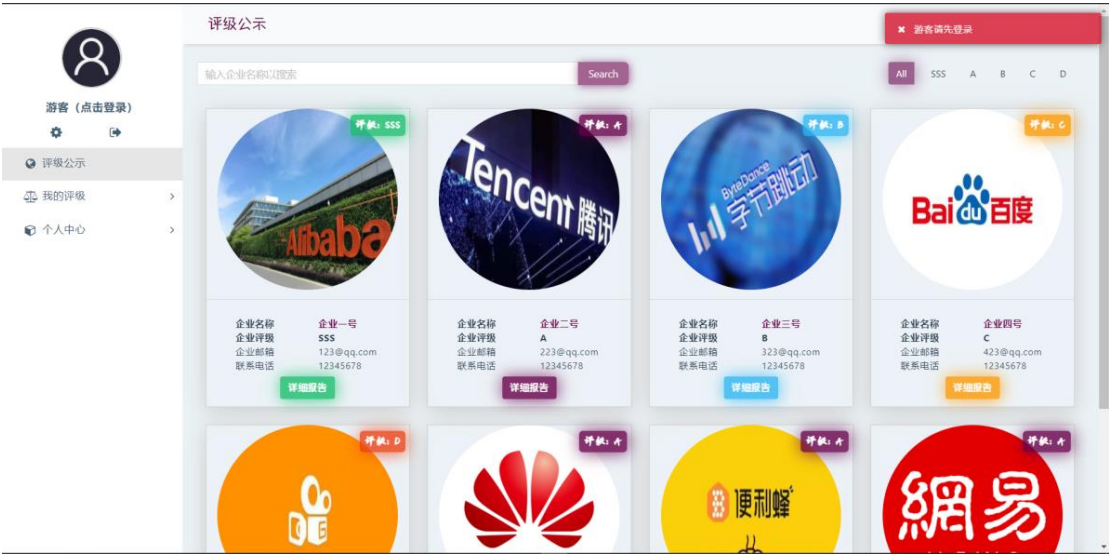 评级公示
× 游客请先登录
游客（点击登录）
评级公示
我的评级
个人中心
输入企业名称以搜索
Search
All SSS A B C D
评级: SSS
Alibaba
企业名称 企业一号
企业评级 SSS
企业邮箱 123@qq.com
联系电话 12345678
详细报告
评级: A
Tencent 腾讯
企业名称 企业二号
企业评级 A
企业邮箱 223@qq.com
联系电话 12345678
详细报告
评级: B
ByteDance
字节跳动
企业名称 企业三号
企业评级 B
企业邮箱 323@qq.com
联系电话 12345678
详细报告
评级: C
Bai du 百度
企业名称 企业四号
企业评级 C
企业邮箱 423@qq.com
联系电话 12345678
详细报告
评级: D
评级: A
评级: A
便利蜂
评级: A
網易